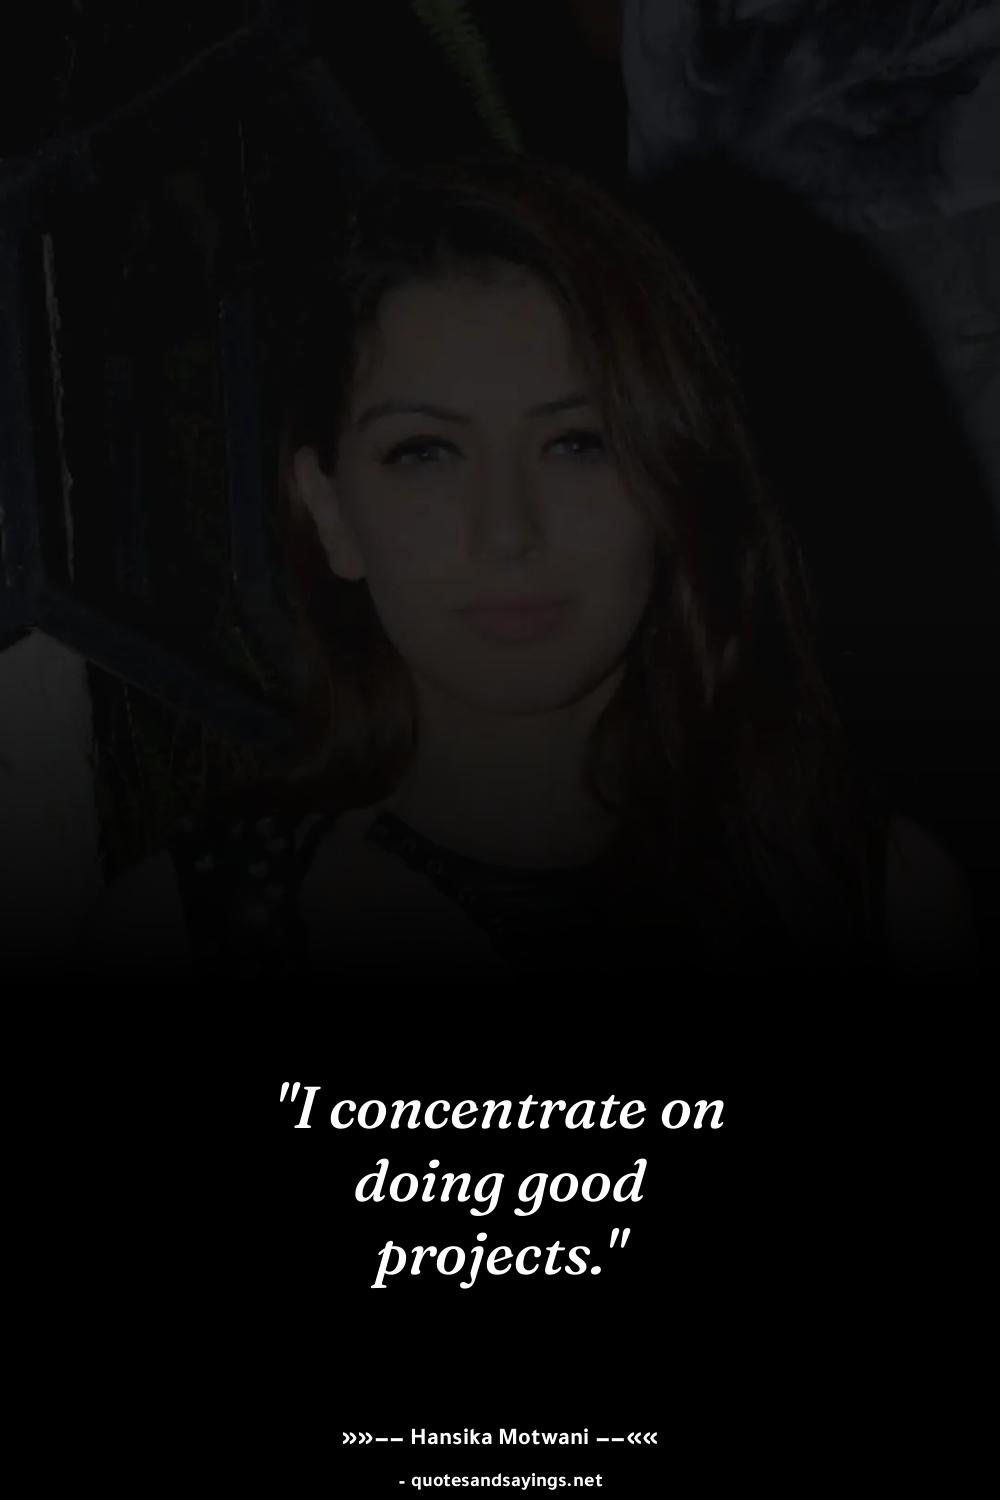 "I concentrate on
doing good
projects."
»»−− Hansika Motwani −−««
- quotesandsayings.net